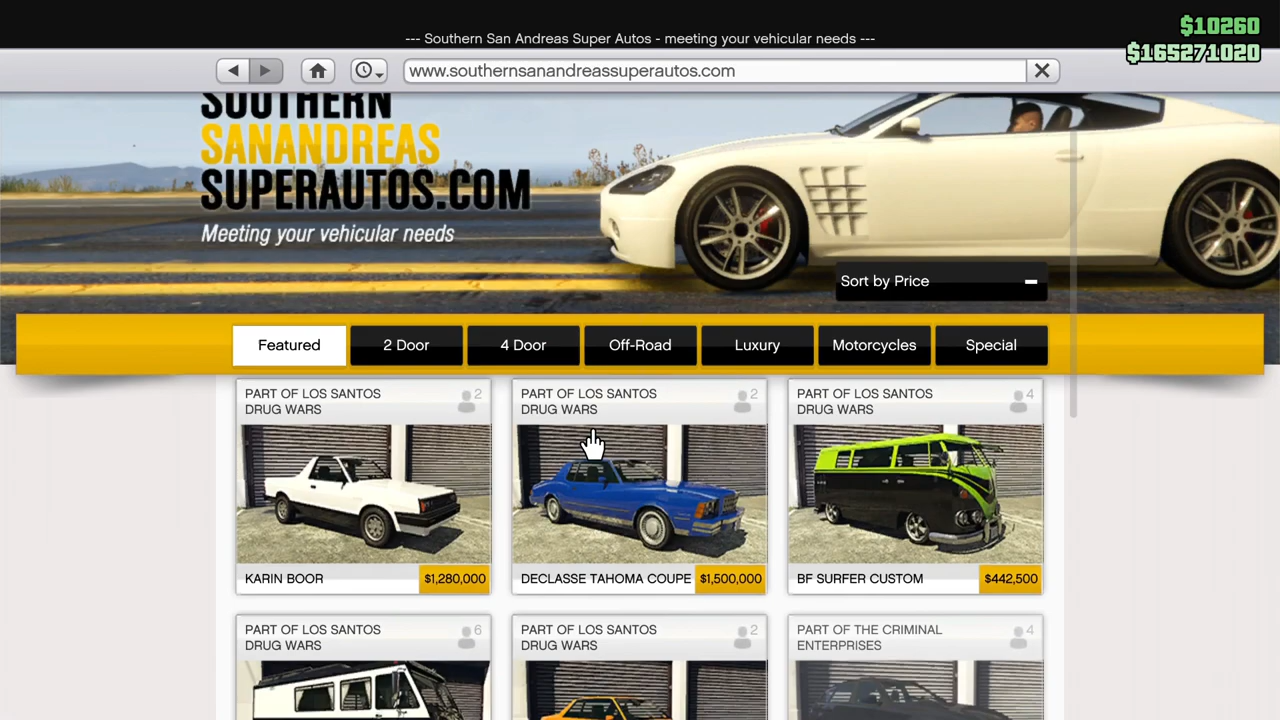 $10260
--- Southern San Andreas Super Autos - meeting your vehicular needs ---
$165271020
www.southernsanandreassuperautos.com
SOUTHERN
SANANDREAS
SUPERAUTOS.COM
Meeting your vehicular needs
Sort by Price
Featured
2 Door
4 Door
Off-Road
Luxury
Motorcycles
Special
PART OF LOS SANTOS
DRUG WARS
2
PART OF LOS SANTOS
DRUG WARS
2
PART OF LOS SANTOS
DRUG WARS
4
KARIN BOOR
$1,280,000
DECLASSE TAHOMA COUPE
$1,500,000
BF SURFER CUSTOM
$442,500
PART OF LOS SANTOS
DRUG WARS
6
PART OF LOS SANTOS
DRUG WARS
2
PART OF THE CRIMINAL
ENTERPRISES
4